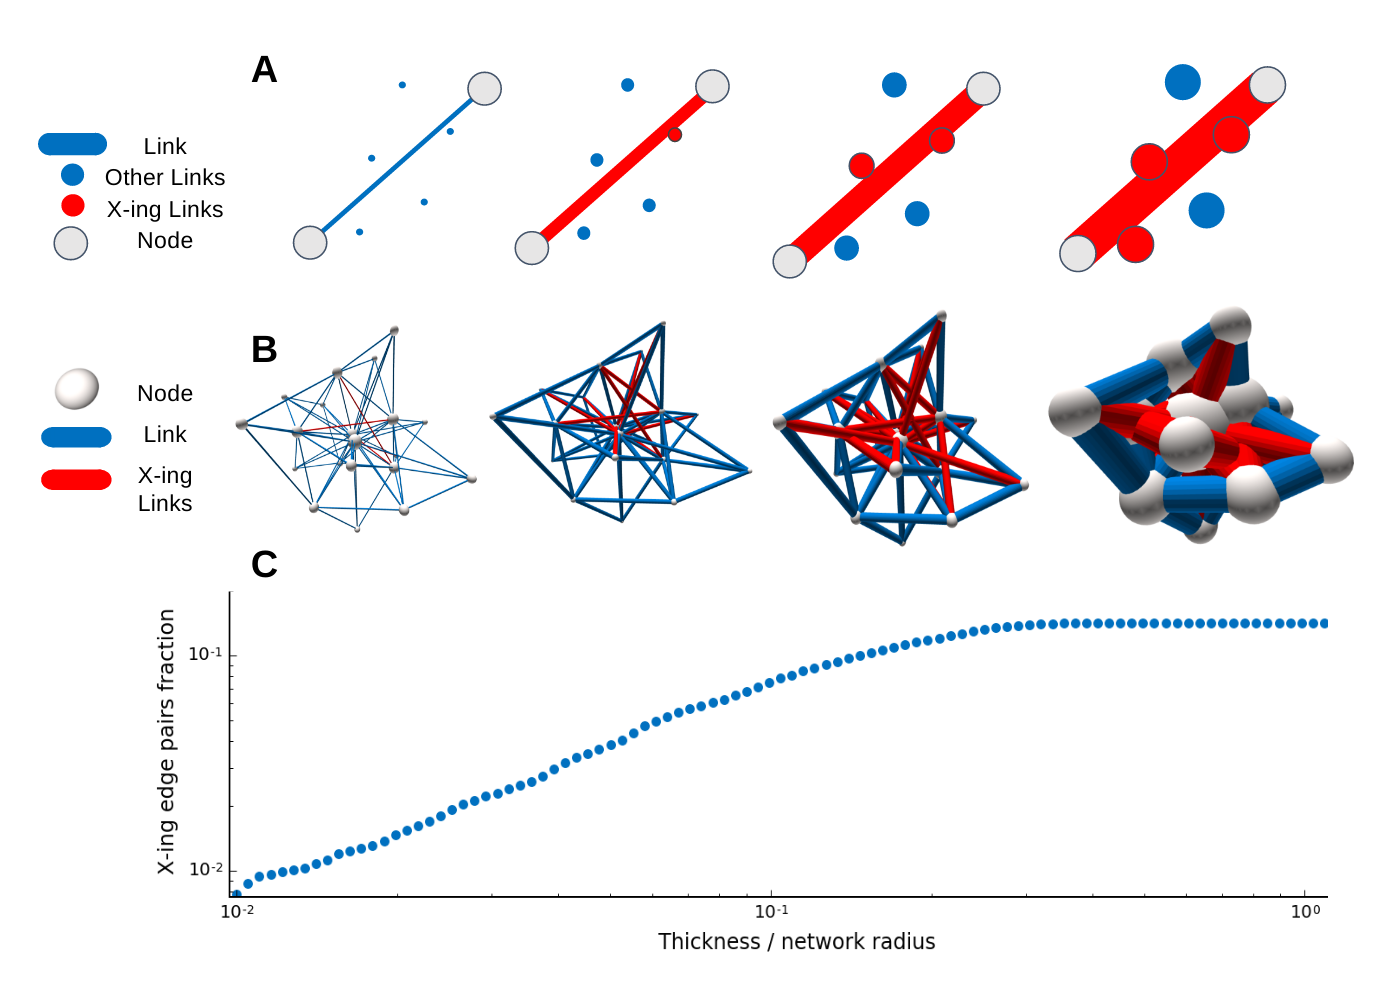 A
Link
Other Links
X-ing Links
Node
B
Node
Link
X-ing
Links
C
X-ing edge pairs fraction
10-1
10-2
10-2
10-1
100
Thickness / network radius